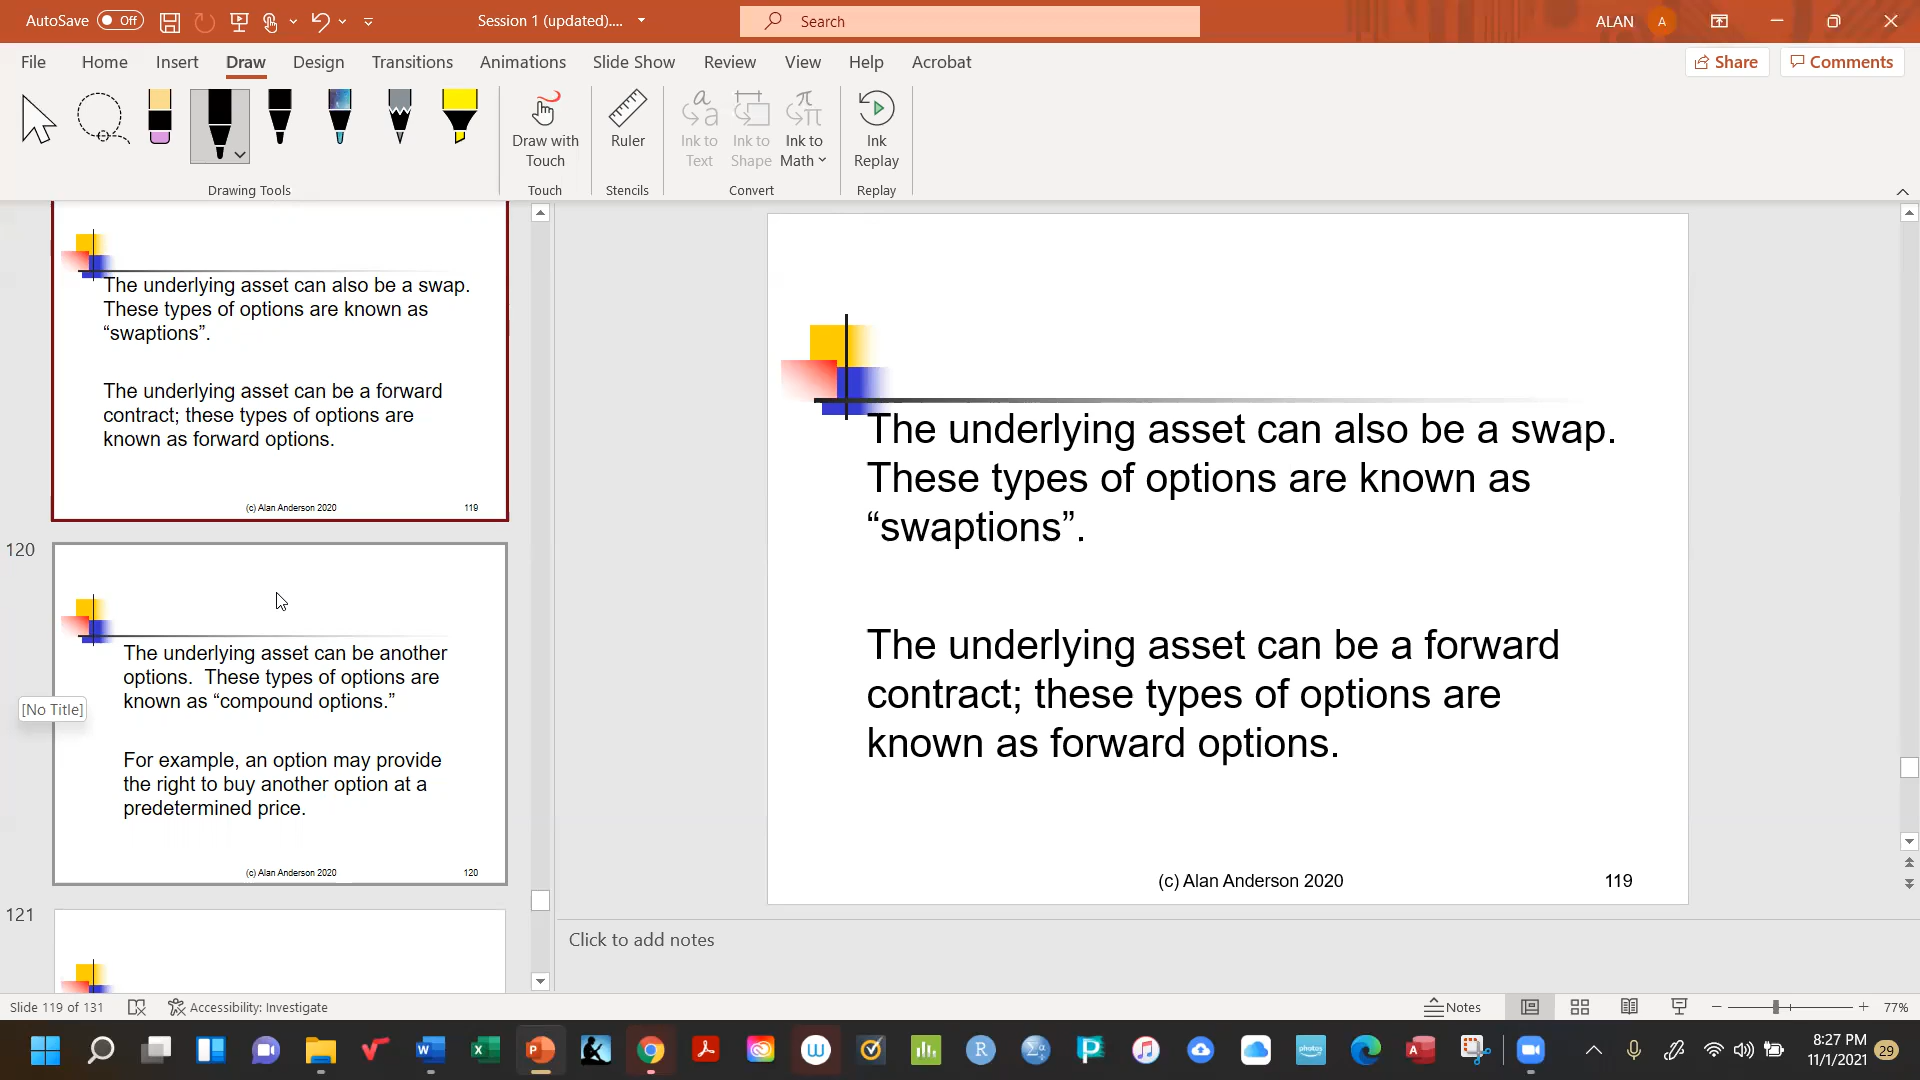 AutoSave Off
Session 1 (updated)....
Search
ALAN A
File Home Insert Draw Design Transitions Animations Slide Show Review View Help Acrobat
Share
Comments
Draw with
Touch
Ruler
Ink to
Text
Ink to
Shape
Ink to
Math
Ink
Replay
Drawing Tools Touch Stencils Convert Replay
The underlying asset can also be a swap.
These types of options are known as
“swaptions”.
The underlying asset can be a forward
contract; these types of options are
known as forward options.
(c) Alan Anderson 2020 119
120
The underlying asset can be another
options.  These types of options are
known as “compound options.”
[No Title]
For example, an option may provide
the right to buy another option at a
predetermined price.
(c) Alan Anderson 2020 120
121
The underlying asset can also be a swap.
These types of options are known as
“swaptions”.
The underlying asset can be a forward
contract; these types of options are
known as forward options.
(c) Alan Anderson 2020 119
Click to add notes
Slide 119 of 131
Accessibility: Investigate
Notes
77%
8:27 PM
11/1/2021
29